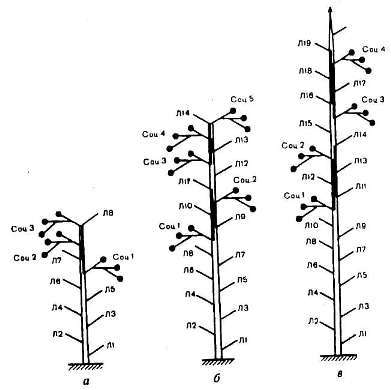 Л8
Соц 3
Соц 1
Соц 2
Л7
Л6
Л5
Л4
Л3
Л2
Л1
а
Соц 5
Л14
Соц 4
Л13
Соц 3
Л12
Л11
Соц 2
Л10
Л9
Соц 1
Л8
Л7
Л6
Л5
Л4
Л3
Л2
Л1
б
Л19
Соц 4
Л18
Л17
Л16
Соц 3
Л15
Л14
Соц 2
Л13
Л12
Л11
Соц 1
Л10
Л9
Л8
Л7
Л6
Л5
Л4
Л3
Л2
Л1
в